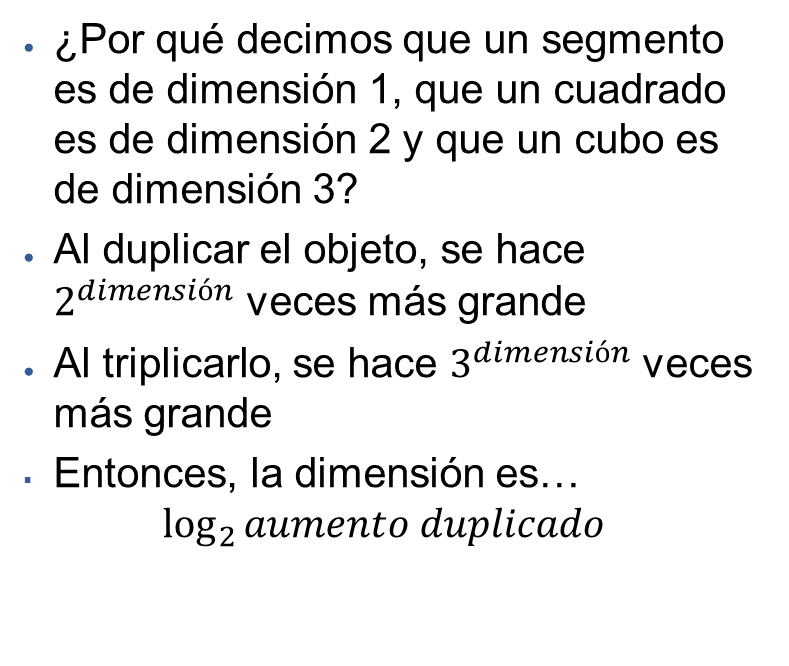 • ¿Por qué decimos que un segmento
es de dimensión 1, que un cuadrado
es de dimensión 2 y que un cubo es
de dimensión 3?
• Al duplicar el objeto, se hace
2^{dimensión} veces más grande
• Al triplicarlo, se hace 3^{dimensión} veces
más grande
▪ Entonces, la dimensión es…
log₂ aumento duplicado